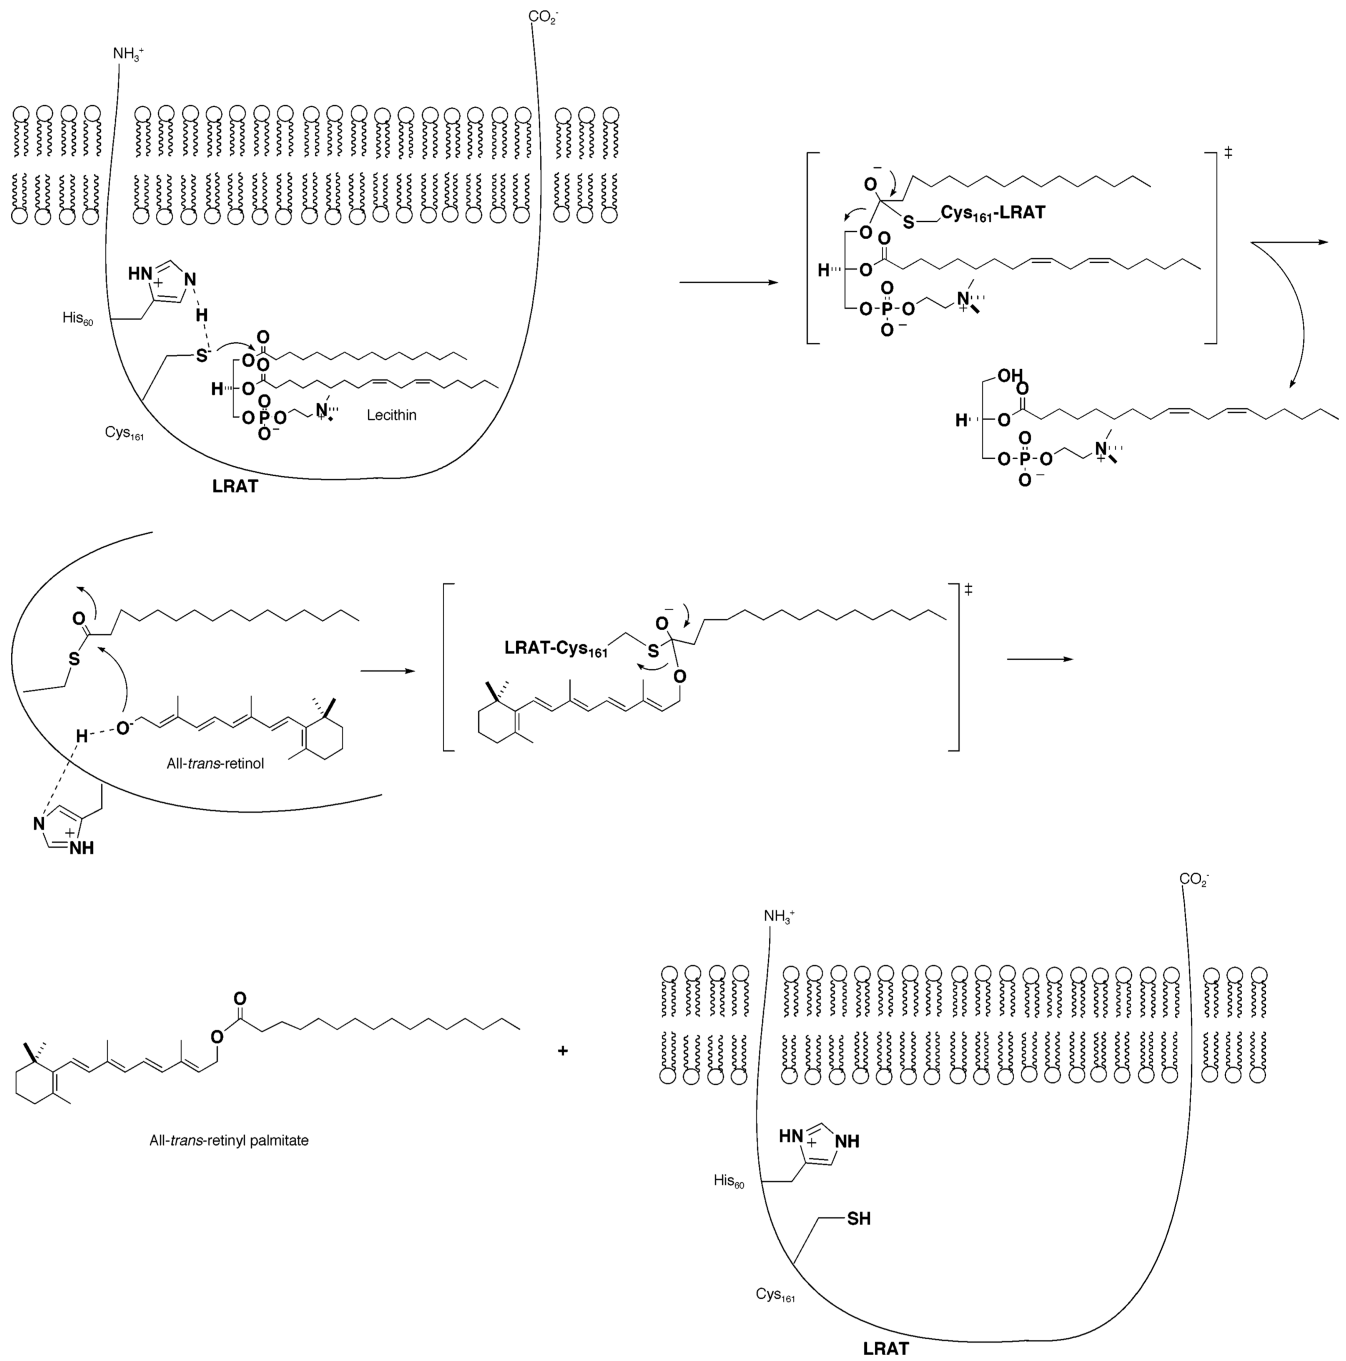 CO₂⁻
NH₃⁺
HN
+
N
H
His₆₀
S⁻
O
O
O
H
O
O
P
O
N
+
O⁻
Lecithin
Cys₁₆₁
LRAT
‡
O⁻
S
Cys₁₆₁-LRAT
O
O
H
O
O
O
P
O
N
+
O⁻
OH
O
H
O
O
O
P
O
N
+
O⁻
O
S
H
O⁻
All-trans-retinol
N
+
NH
‡
O⁻
LRAT-Cys₁₆₁
S
O
O
O
All-trans-retinyl palmitate
+
CO₂⁻
NH₃⁺
HN
+
NH
His₆₀
SH
Cys₁₆₁
LRAT